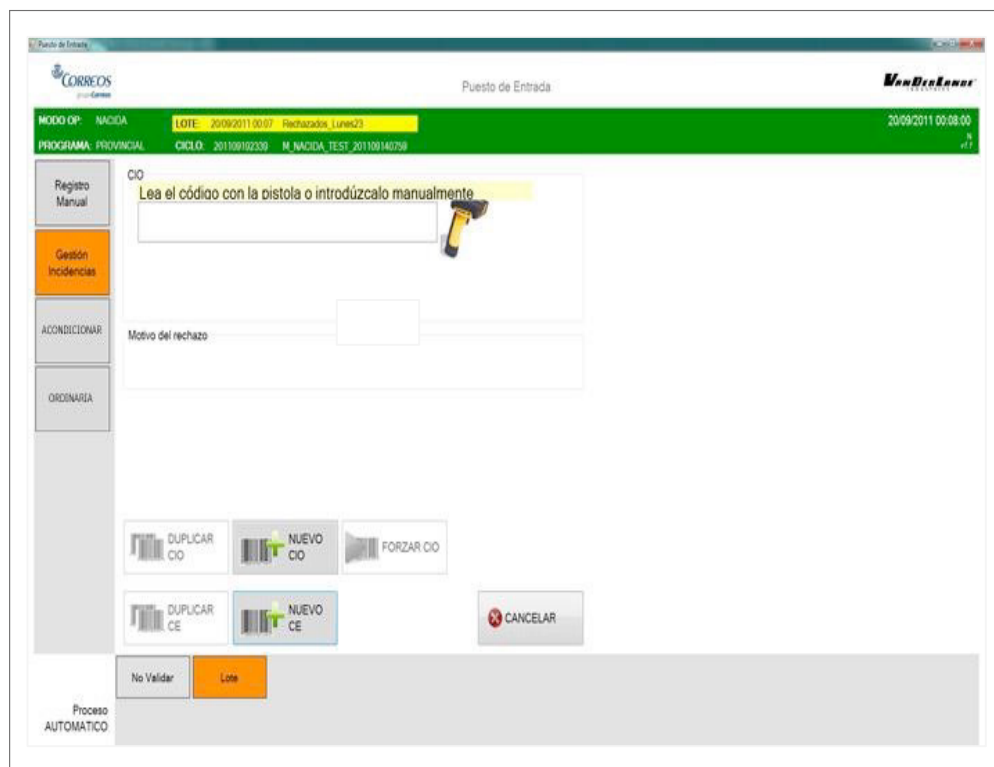 Puesto de Entrada
CORREOS
Puesto de Entrada
VANDERLANDE
INDUSTRIES
MODO OP: NACIDA
LOTE: 20/09/2011 00:07 Rechazados_Lunes23
20/09/2011 00:08:00
N
PROGRAMA: PROVINCIAL
CICLO: 201109192339 M_NACIDA_TEST_201109140759
Registro
Manual
CIO
Lea el código con la pistola o introdúzcalo manualmente
Gestión
Incidencias
ACONDICIONAR
Motivo del rechazo
ORDINARIA
DUPLICAR
CIO
NUEVO
CIO
FORZAR CIO
DUPLICAR
CE
NUEVO
CE
CANCELAR
No Validar
Lote
Proceso
AUTOMATICO